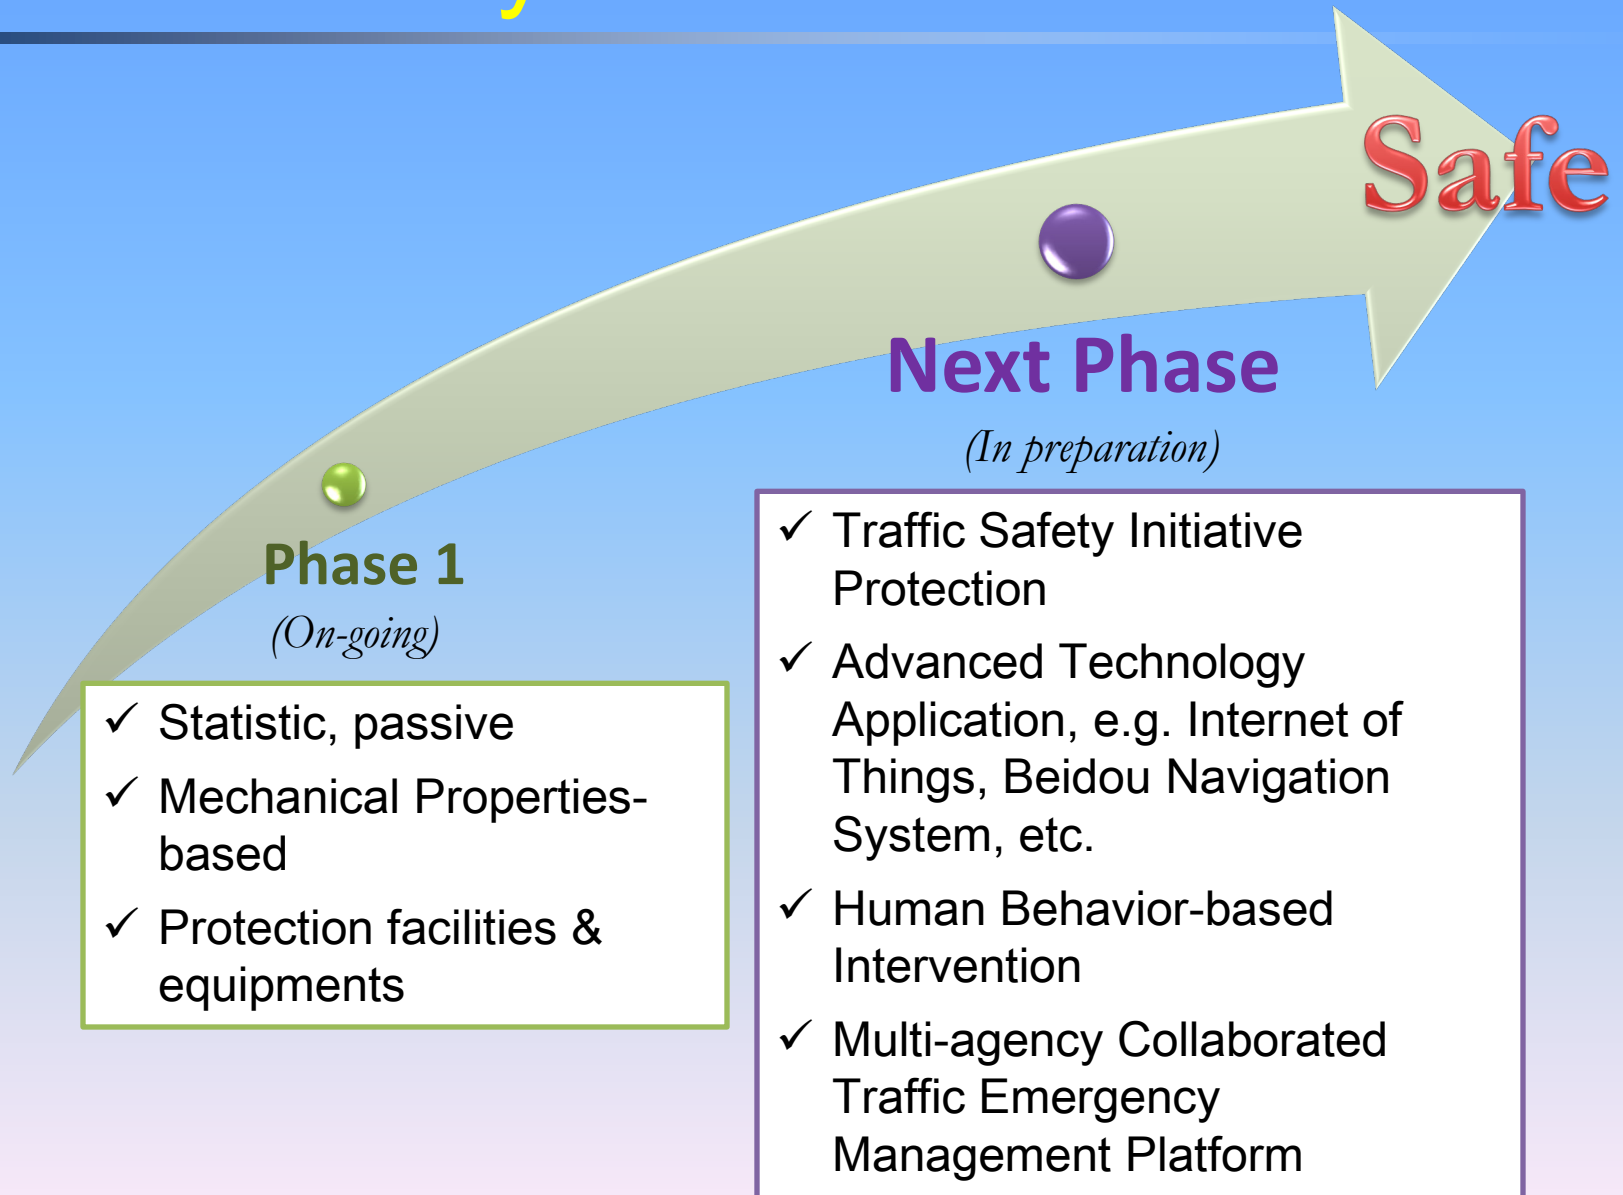 Safe
Next Phase
(In preparation)
Phase 1
(On-going)
✓ Statistic, passive
✓ Mechanical Properties-
based
✓ Protection facilities &
equipments
✓ Traffic Safety Initiative
Protection
✓ Advanced Technology
Application, e.g. Internet of
Things, Beidou Navigation
System, etc.
✓ Human Behavior-based
Intervention
✓ Multi-agency Collaborated
Traffic Emergency
Management Platform